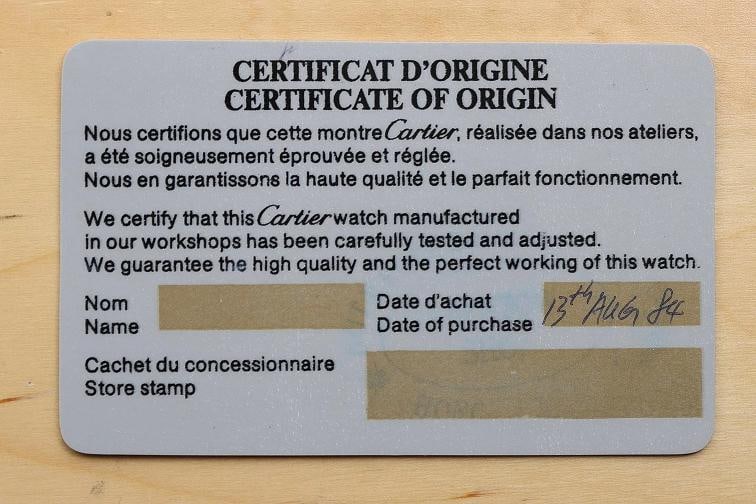 CERTIFICAT D'ORIGINE
CERTIFICATE OF ORIGIN
Nous certifions que cette montre Cartier, réalisée dans nos ateliers,
a été soigneusement éprouvée et réglée.
Nous en garantissons la haute qualité et le parfait fonctionnement.
We certify that this Cartier watch manufactured
in our workshops has been carefully tested and adjusted.
We guarantee the high quality and the perfect working of this watch.
Nom
Name
Date d'achat
Date of purchase
13th AUG 84
Cachet du concessionnaire
Store stamp